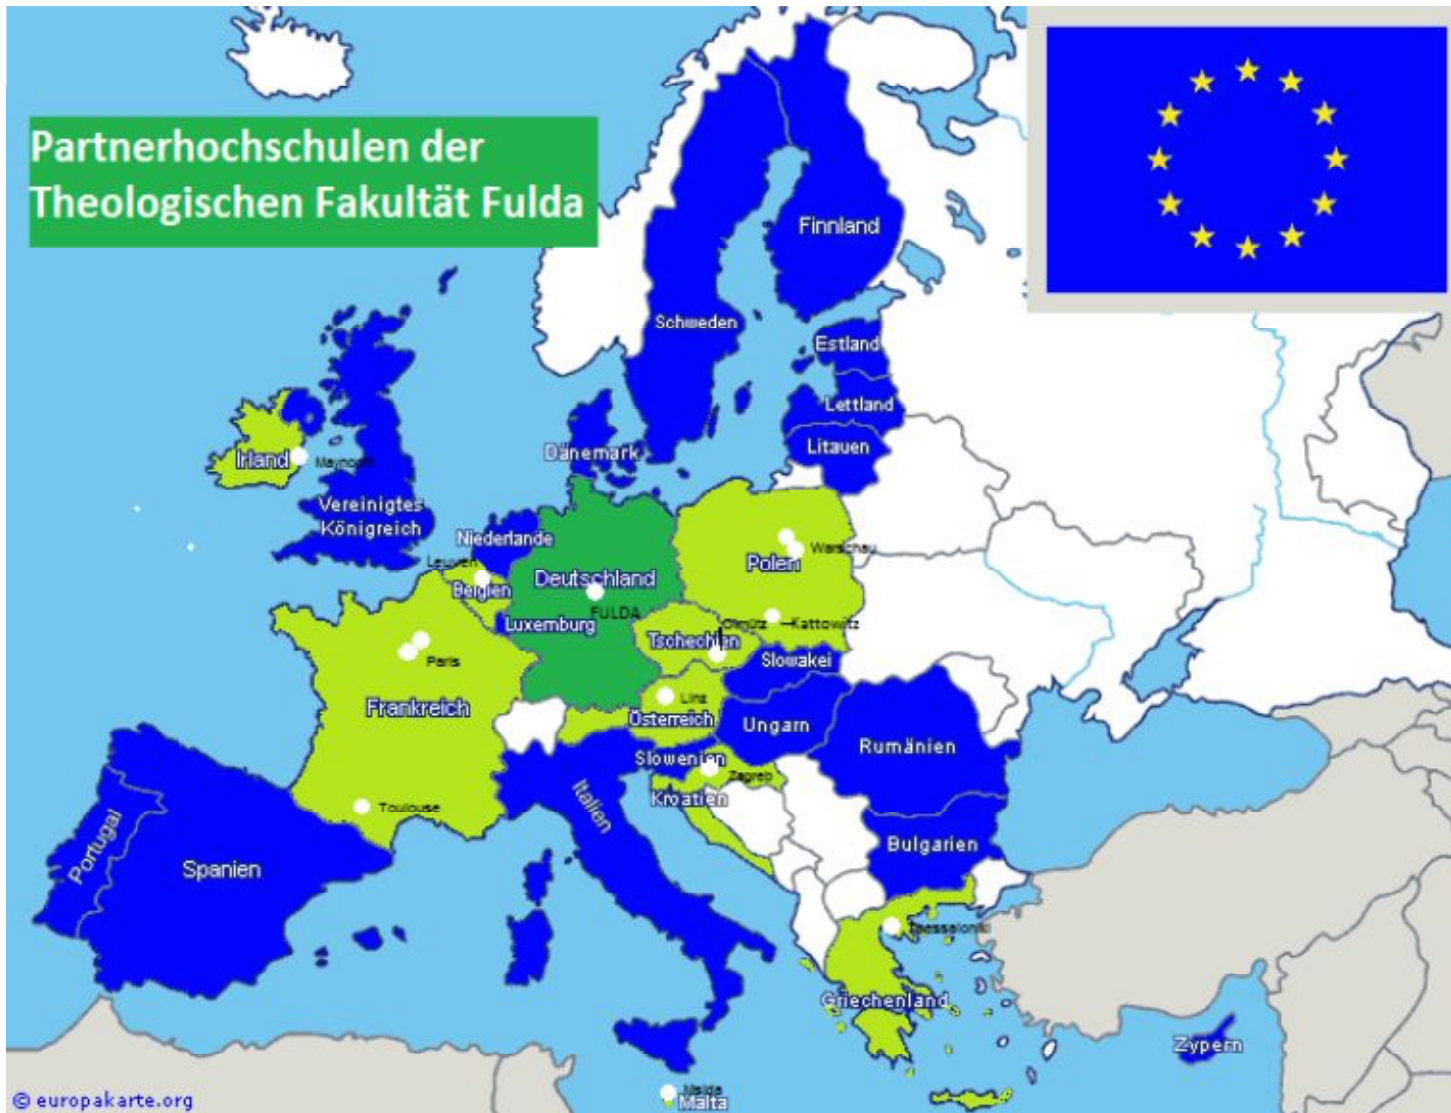 Partnerhochschulen der
Theologischen Fakultät Fulda
Finnland
Schweden
Estland
Lettland
Litauen
Dänemark
Irland
Maynooth
Vereinigtes
Königreich
Niederlande
Leuven
Belgien
Deutschland
FULDA
Luxemburg
Polen
Warschau
Kattowitz
Olmütz
Tschechien
Slowakei
Paris
Frankreich
Linz
Österreich
Ungarn
Rumänien
Slowenien
Zagreb
Kroatien
Toulouse
Italien
Portugal
Spanien
Bulgarien
Thessaloniki
Griechenland
Zypern
Msida
Malta
© europakarte.org